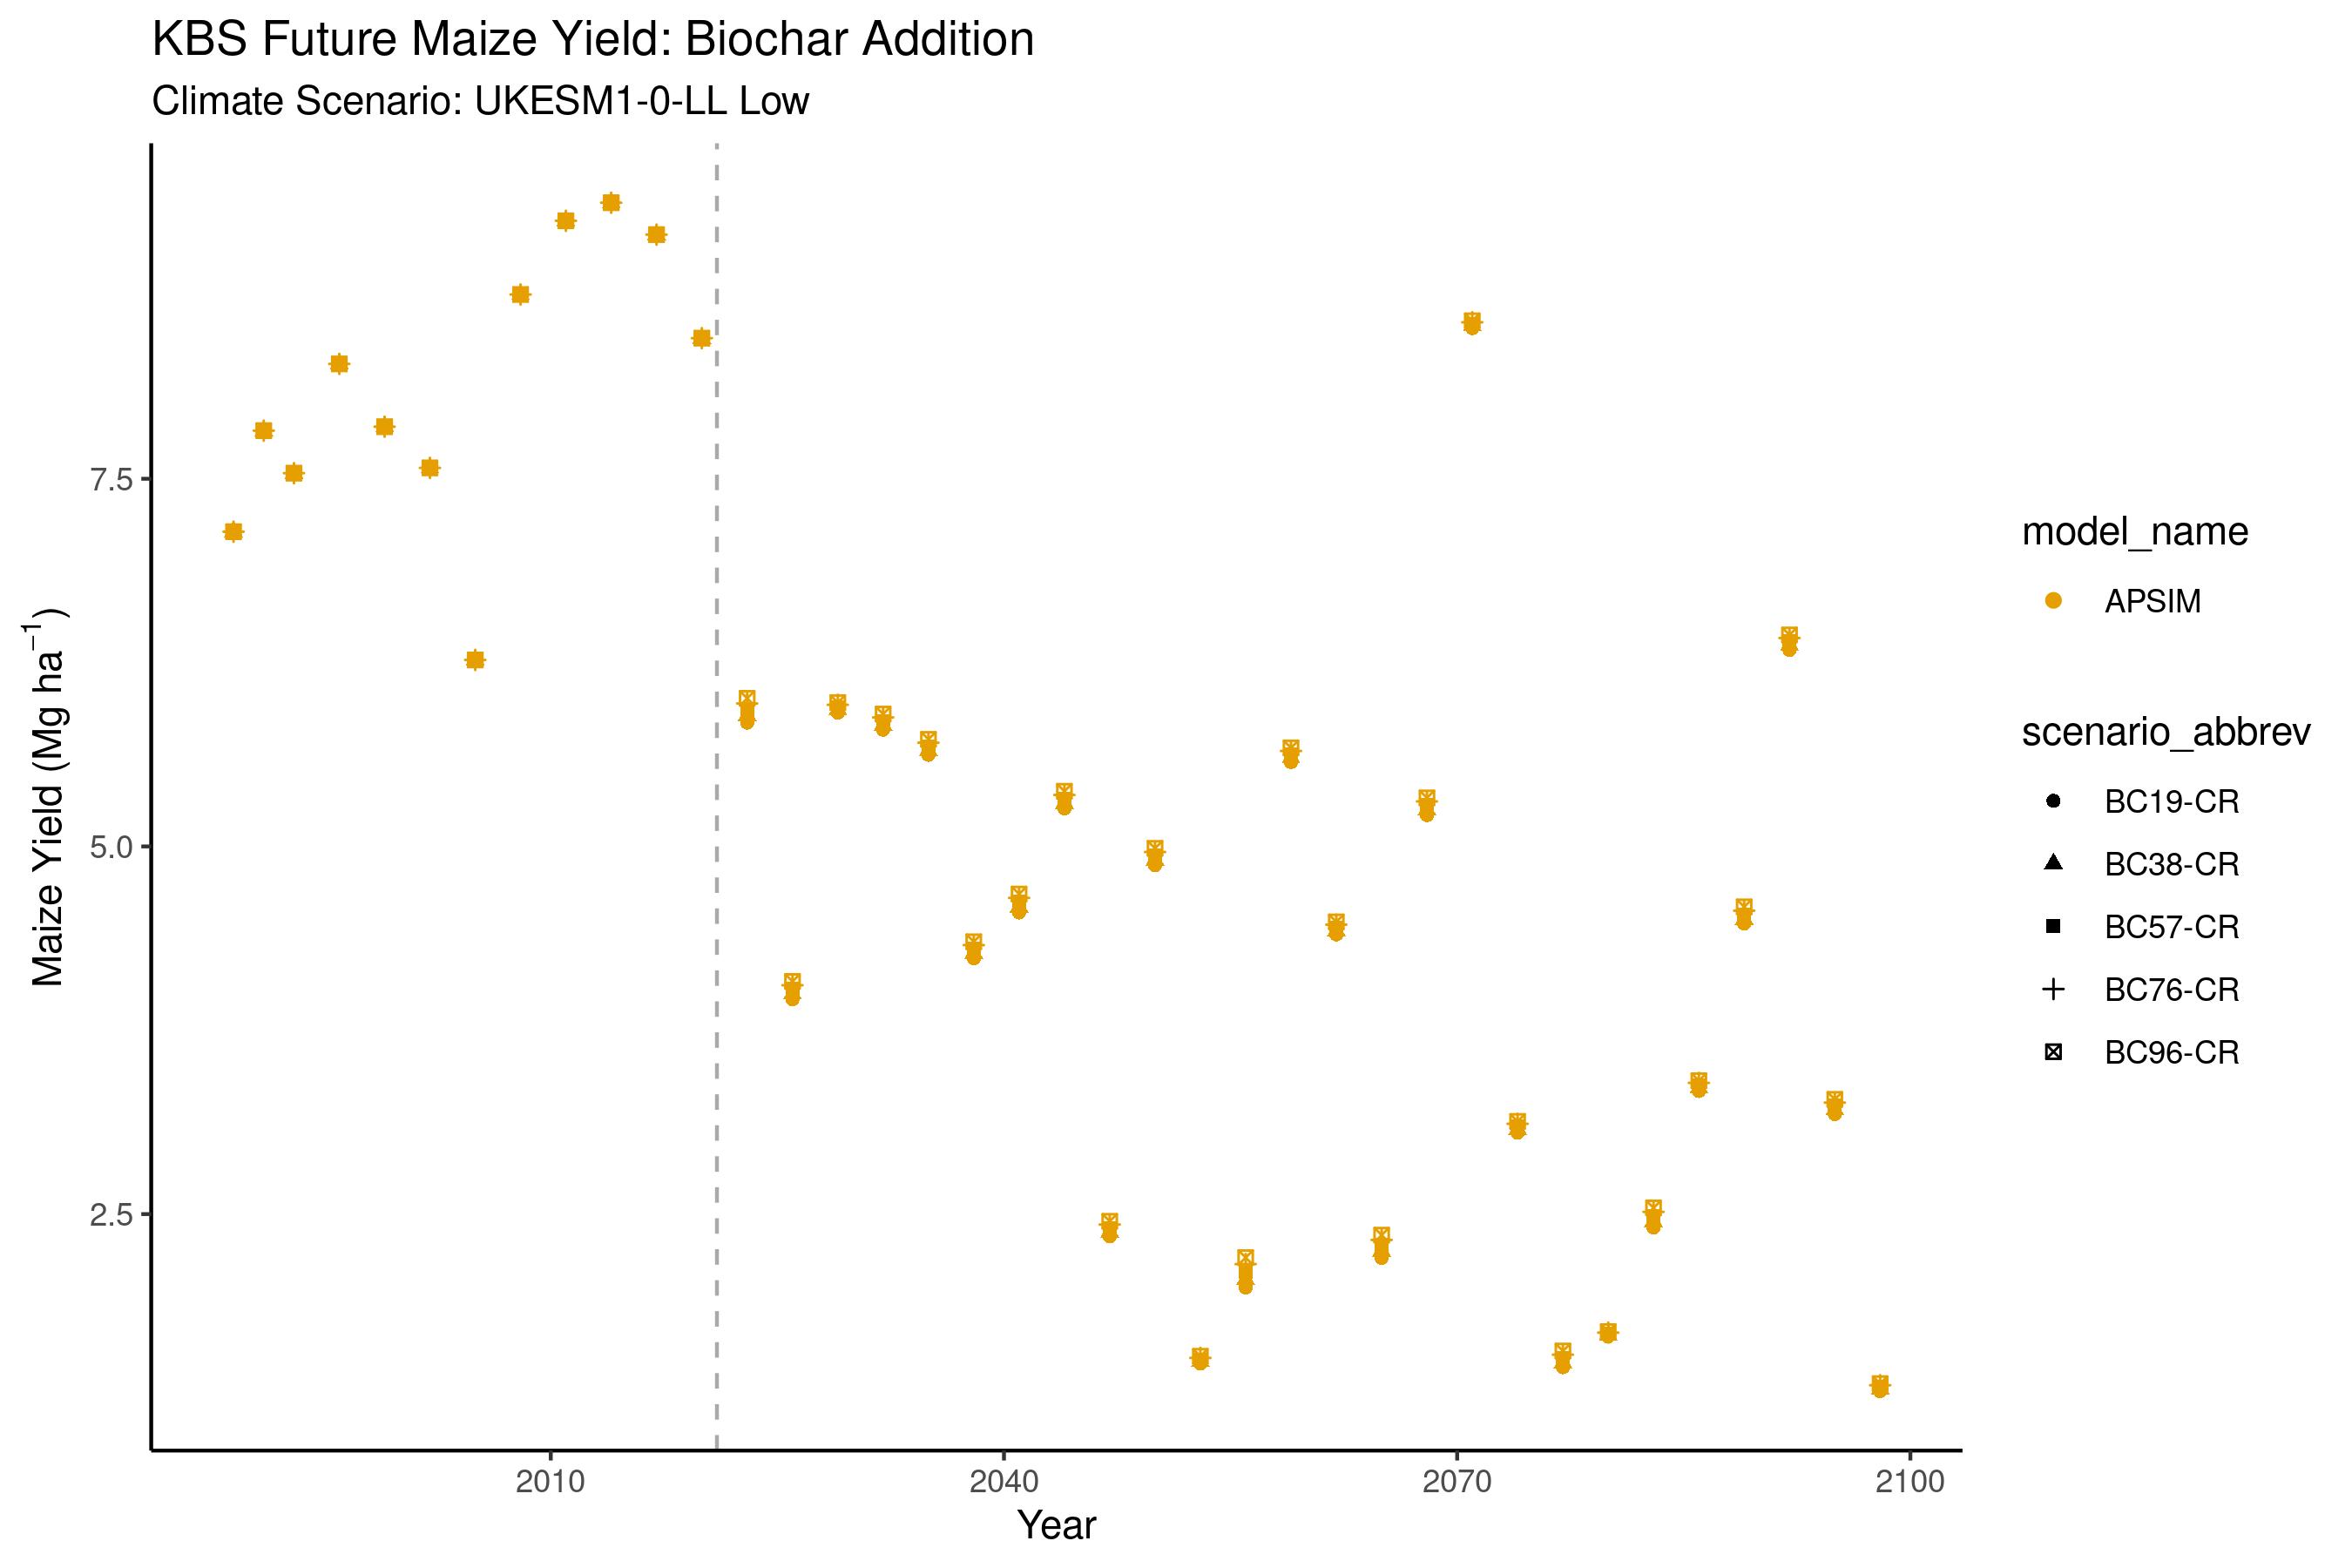 KBS Future Maize Yield: Biochar Addition
Climate Scenario: UKESM1-0-LL Low
Maize Yield (Mg ha⁻¹)
7.5
5.0
2.5
2010
2040
2070
2100
Year
model_name
APSIM
scenario_abbrev
BC19-CR
BC38-CR
BC57-CR
BC76-CR
BC96-CR